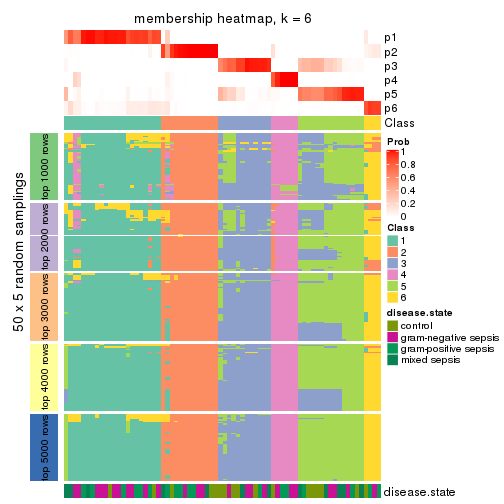 membership heatmap, k = 6
p1
p2
p3
p4
p5
p6
Class
50 x 5 random samplings
top 1000 rows
top 2000 rows
top 3000 rows
top 4000 rows
top 5000 rows
disease.state
Prob
1
0.8
0.6
0.4
0.2
0
Class
1
2
3
4
5
6
disease.state
control
gram-negative sepsis
gram-positive sepsis
mixed sepsis